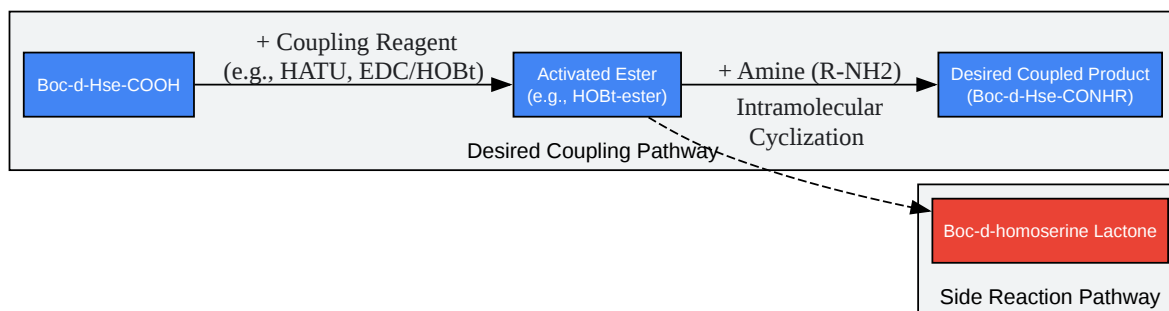 + Coupling Reagent
(e.g., HATU, EDC/HOBt)
Boc-d-Hse-COOH
Activated Ester
(e.g., HOBt-ester)
+ Amine (R-NH2)
Intramolecular
Cyclization
Desired Coupled Product
(Boc-d-Hse-CONHR)
Desired Coupling Pathway
Boc-d-homoserine Lactone
Side Reaction Pathway